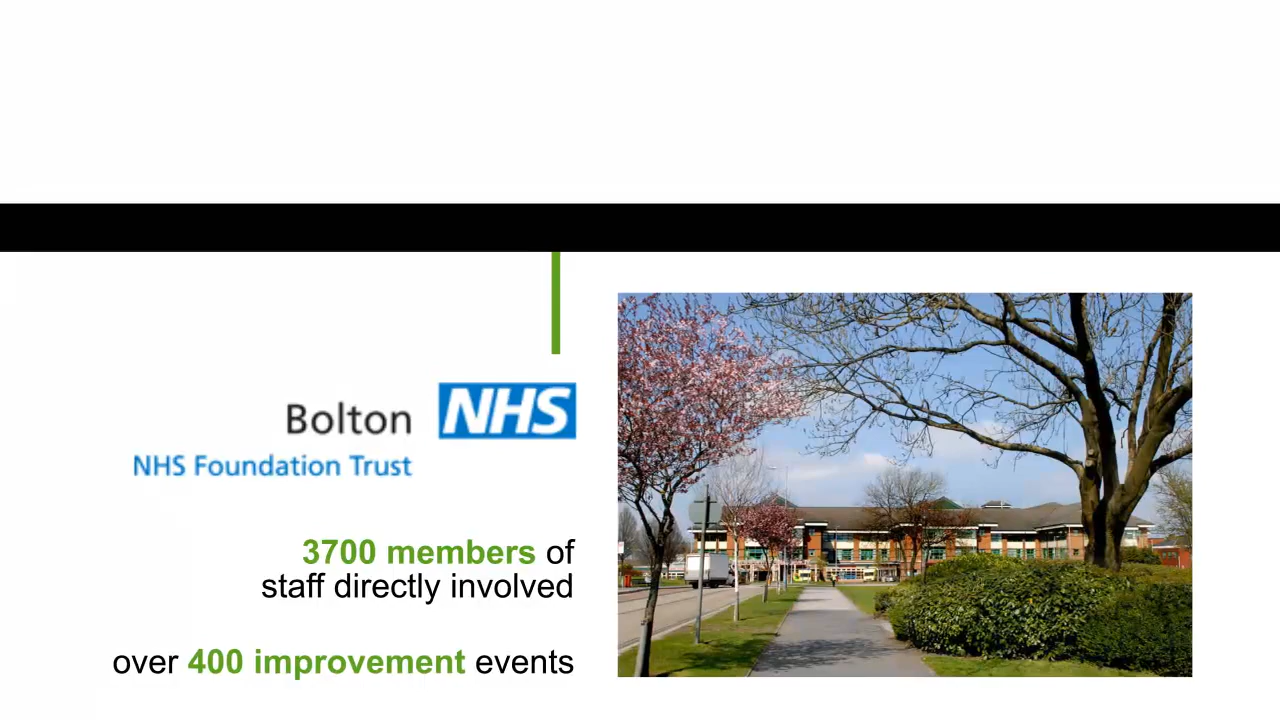 Bolton NHS
NHS Foundation Trust
3700 members of
staff directly involved
over 400 improvement events